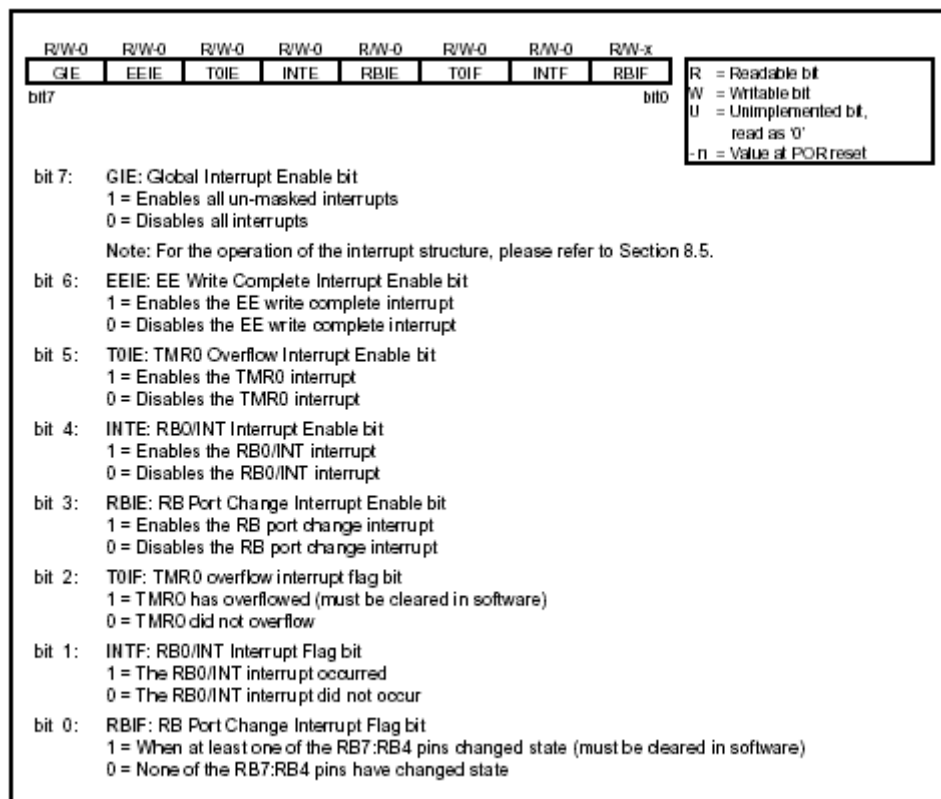 R/W-0 R/W-0 R/W-0 R/W-0 R/W-0 R/W-0 R/W-0 R/W-x
GIE EEIE T0IE INTE RBIE T0IF INTF RBIF
bit7 bit0
R = Readable bit
W = Writable bit
U = Unimplemented bit,
read as '0'
- n = Value at POR reset
bit 7: GIE: Global Interrupt Enable bit
1 = Enables all un-masked interrupts
0 = Disables all interrupts
Note: For the operation of the interrupt structure, please refer to Section 8.5.
bit 6: EEIE: EE Write Complete Interrupt Enable bit
1 = Enables the EE write complete interrupt
0 = Disables the EE write complete interrupt
bit 5: T0IE: TMR0 Overflow Interrupt Enable bit
1 = Enables the TMR0 interrupt
0 = Disables the TMR0 interrupt
bit 4: INTE: RB0/INT Interrupt Enable bit
1 = Enables the RB0/INT interrupt
0 = Disables the RB0/INT interrupt
bit 3: RBIE: RB Port Change Interrupt Enable bit
1 = Enables the RB port change interrupt
0 = Disables the RB port change interrupt
bit 2: T0IF: TMR0 overflow interrupt flag bit
1 = TMR0 has overflowed (must be cleared in software)
0 = TMR0 did not overflow
bit 1: INTF: RB0/INT Interrupt Flag bit
1 = The RB0/INT interrupt occurred
0 = The RB0/INT interrupt did not occur
bit 0: RBIF: RB Port Change Interrupt Flag bit
1 = When at least one of the RB7:RB4 pins changed state (must be cleared in software)
0 = None of the RB7:RB4 pins have changed state